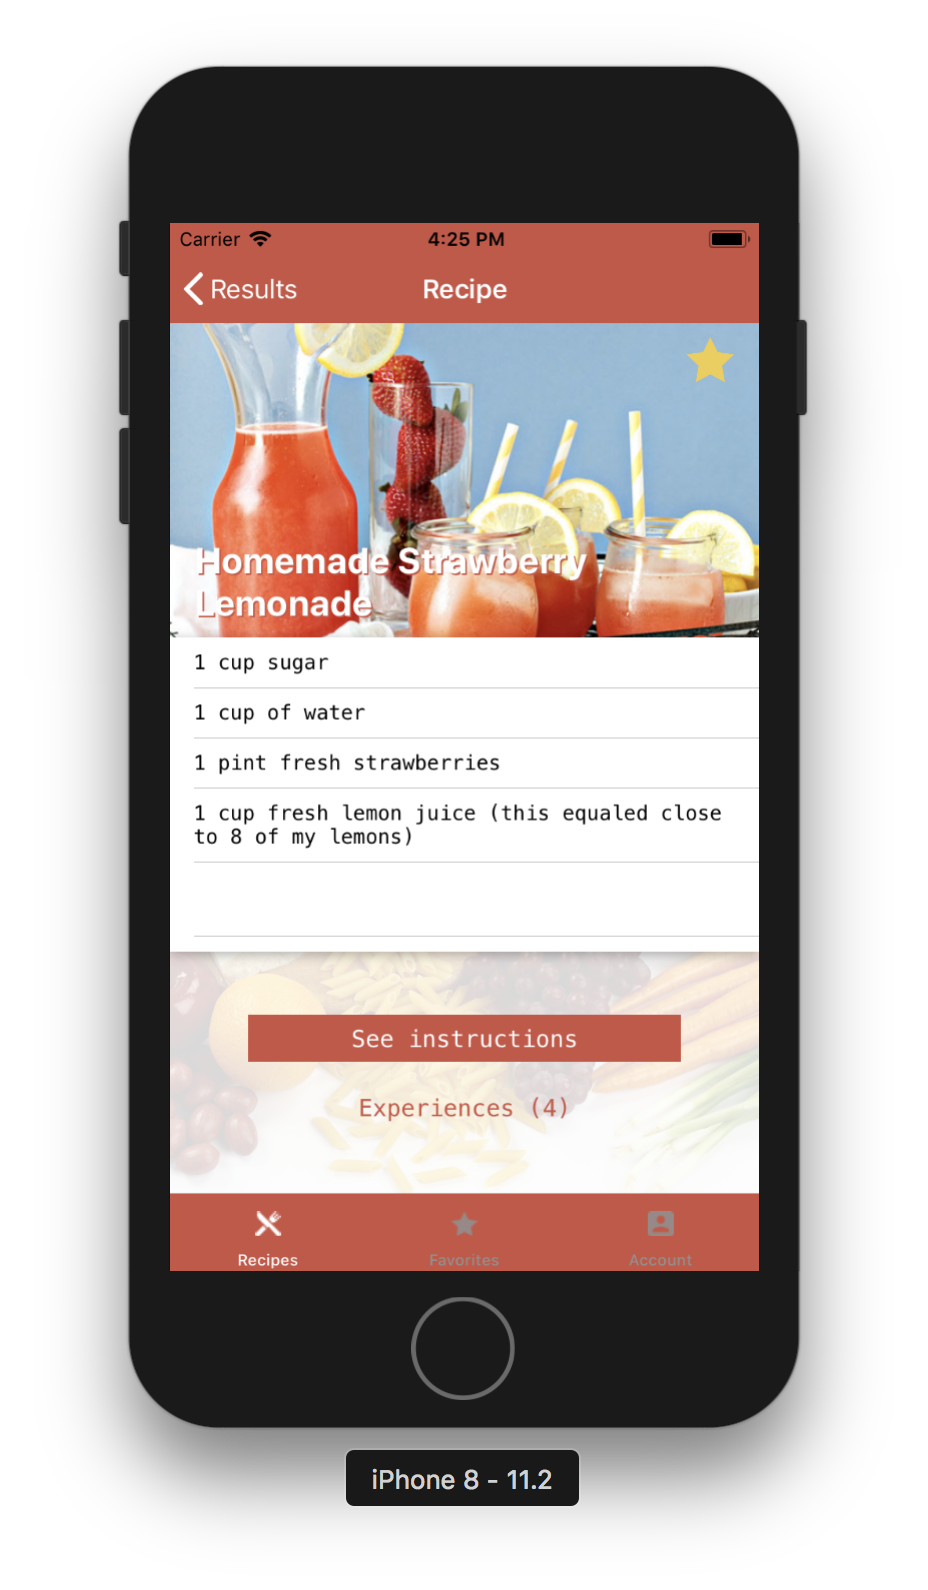 Carrier 4:25 PM
Results Recipe
Homemade Strawberry
Lemonade
1 cup sugar
1 cup of water
1 pint fresh strawberries
1 cup fresh lemon juice (this equaled close
to 8 of my lemons)
See instructions
Experiences (4)
Recipes Favorites Account
iPhone 8 - 11.2